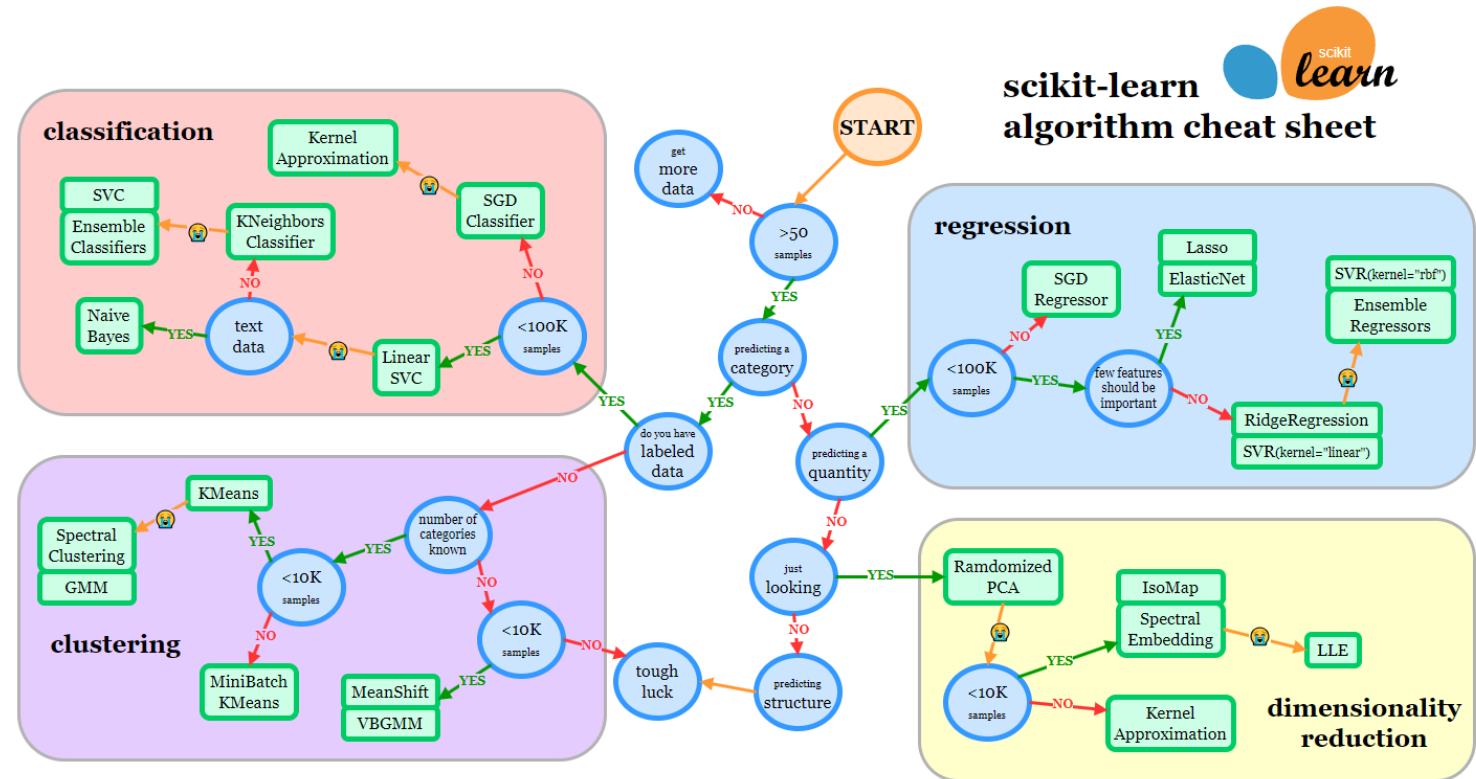 scikit
learn
scikit-learn
algorithm cheat sheet
START
get
more
data
NO
>50
samples
YES
predicting a
category
YES
NO
do you have
labeled
data
YES
NO
predicting a
quantity
YES
NO
just
looking
YES
NO
predicting
structure
tough
luck
classification
Kernel
Approximation
SVC
Ensemble
Classifiers
KNeighbors
Classifier
SGD
Classifier
NO
NO
Naive
Bayes
YES
text
data
Linear
SVC
YES
<100K
samples
regression
SGD
Regressor
Lasso
ElasticNet
SVR(kernel="rbf")
Ensemble
Regressors
NO
YES
<100K
samples
YES
few features
should be
important
NO
RidgeRegression
SVR(kernel="linear")
clustering
KMeans
Spectral
Clustering
GMM
YES
<10K
samples
YES
number of
categories
known
NO
NO
MiniBatch
KMeans
<10K
samples
NO
YES
MeanShift
VBGMM
dimensionality
reduction
Ramdomized
PCA
IsoMap
Spectral
Embedding
LLE
YES
<10K
samples
NO
Kernel
Approximation